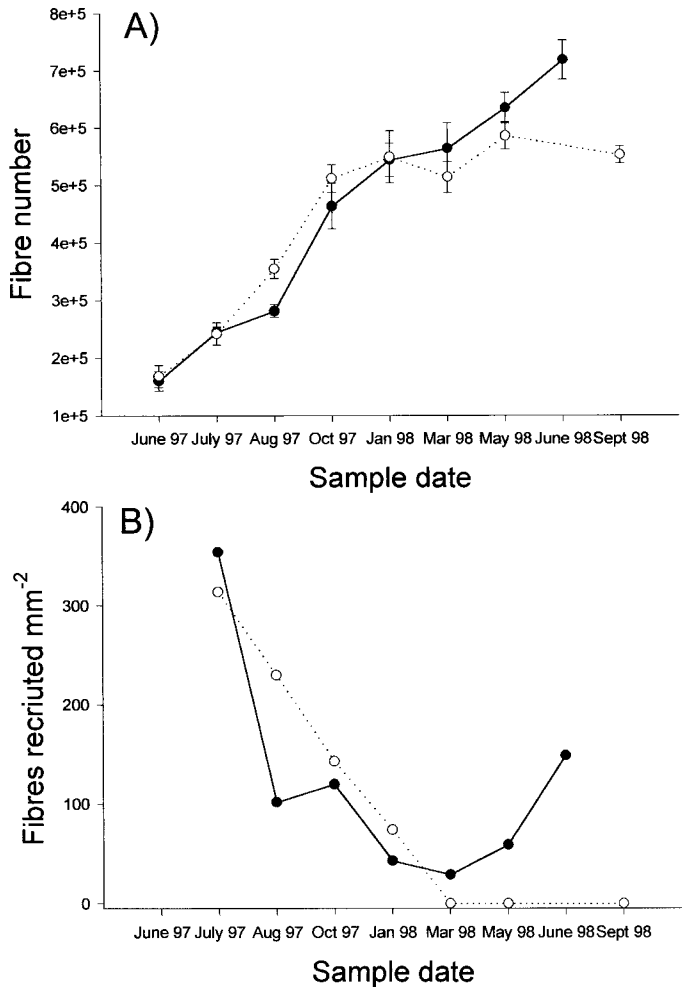 A)
8e+5
7e+5
6e+5
5e+5
4e+5
3e+5
2e+5
1e+5
Fibre number
June 97 July 97 Aug 97 Oct 97 Jan 98 Mar 98 May 98 June 98 Sept 98
Sample date
B)
400
300
200
100
0
Fibres recriuted mm⁻²
June 97 July 97 Aug 97 Oct 97 Jan 98 Mar 98 May 98 June 98 Sept 98
Sample date